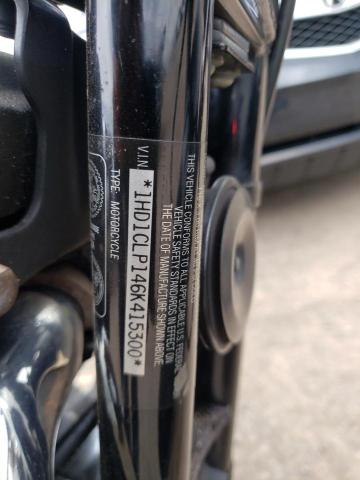 THIS VEHICLE CONFORMS TO ALL APPLICABLE U.S. FEDERAL
VEHICLE SAFETY STANDARDS IN EFFECT ON
THE DATE OF MANUFACTURE SHOWN ABOVE.
V.I.N.
*1HD1CLP146K415300*
TYPE: MOTORCYCLE